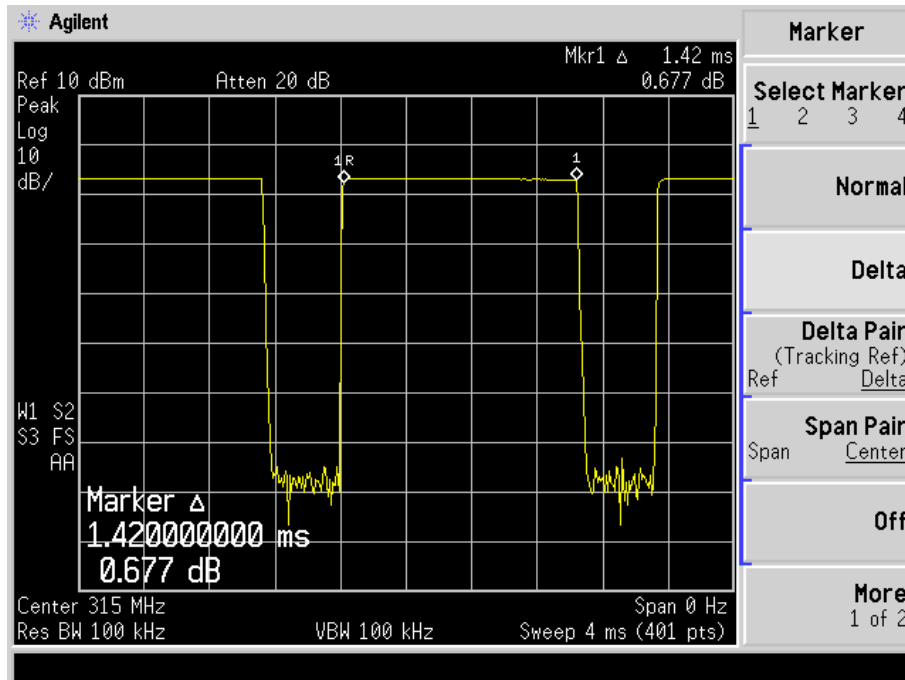 Agilent
Marker
Mkr1 Δ 1.42 ms
Ref 10 dBm Atten 20 dB 0.677 dB
Peak
Log
10
dB/
1R
1
W1 S2
S3 FS
AA
Marker Δ
1.420000000 ms
0.677 dB
Center 315 MHz Span 0 Hz
Res BW 100 kHz VBW 100 kHz Sweep 4 ms (401 pts)
Select Marker
1 2 3 4
Normal
Delta
Delta Pair
(Tracking Ref)
Ref Delta
Span Pair
Span Center
Off
More
1 of 2